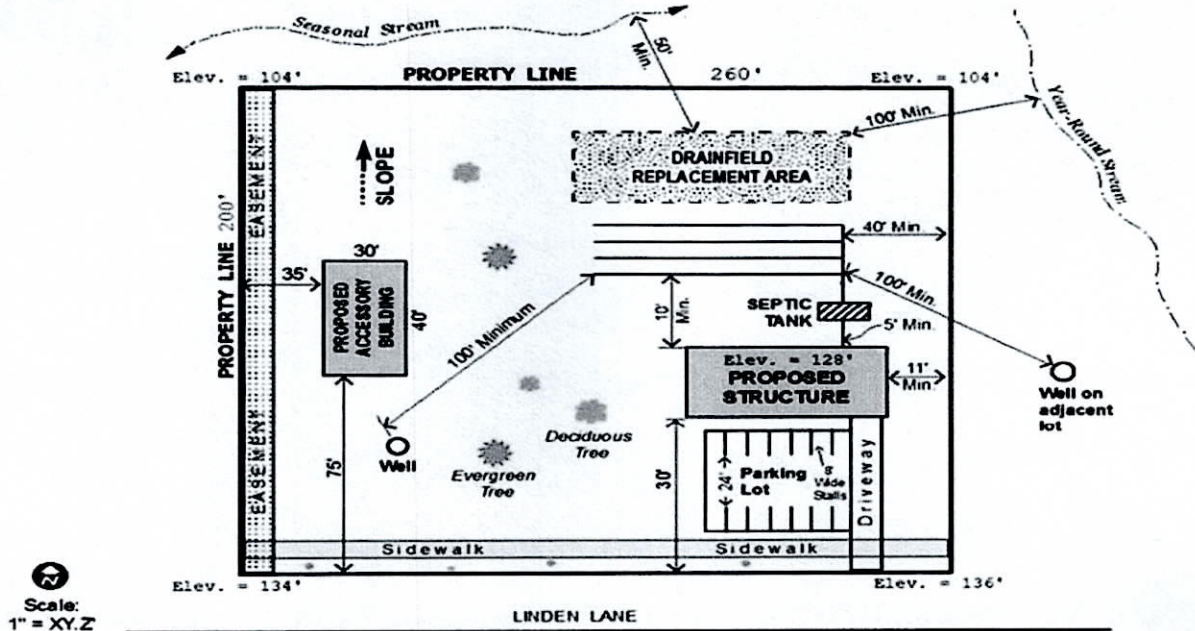 Seasonal Stream
50' Min.
Elev. = 104'
PROPERTY LINE
260'
Elev. = 104'
Year-Round Stream
100' Min.
EASEMENT
SLOPE
DRAINFIELD
REPLACEMENT AREA
PROPERTY LINE 200'
30'
40' Min.
35'
PROPOSED
ACCESSORY
BUILDING
40'
100' Minimum
10'
Min.
SEPTIC
TANK
100' Min.
5' Min.
Elev. = 128'
PROPOSED
STRUCTURE
11'
Min
Well on
adjacent
lot
EASEMENT
75'
Well
Deciduous
Tree
Evergreen
Tree
30'
24'
Parking
Lot
8'
Wide
Stalls
Driveway
Sidewalk
Sidewalk
Elev. = 134'
Elev. = 136'
N
Scale:
1" = XY.Z'
LINDEN LANE